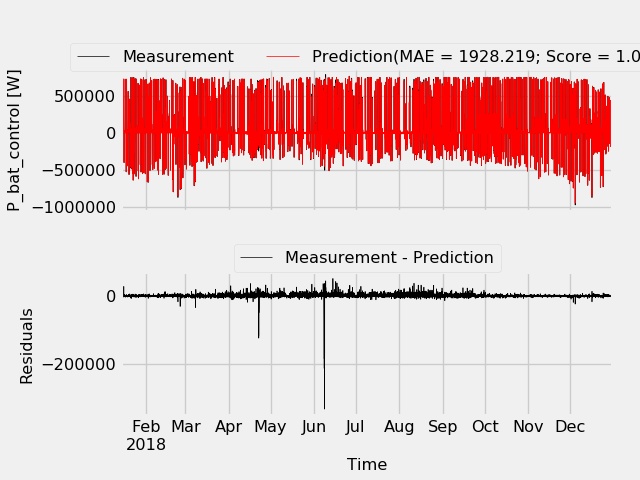 Measurement
Prediction(MAE = 1928.219; Score = 1.0
P_bat_control [W]
500000
0
−500000
−1000000
Measurement - Prediction
Residuals
0
−200000
Feb Mar Apr May Jun Jul Aug Sep Oct Nov Dec
2018
Time